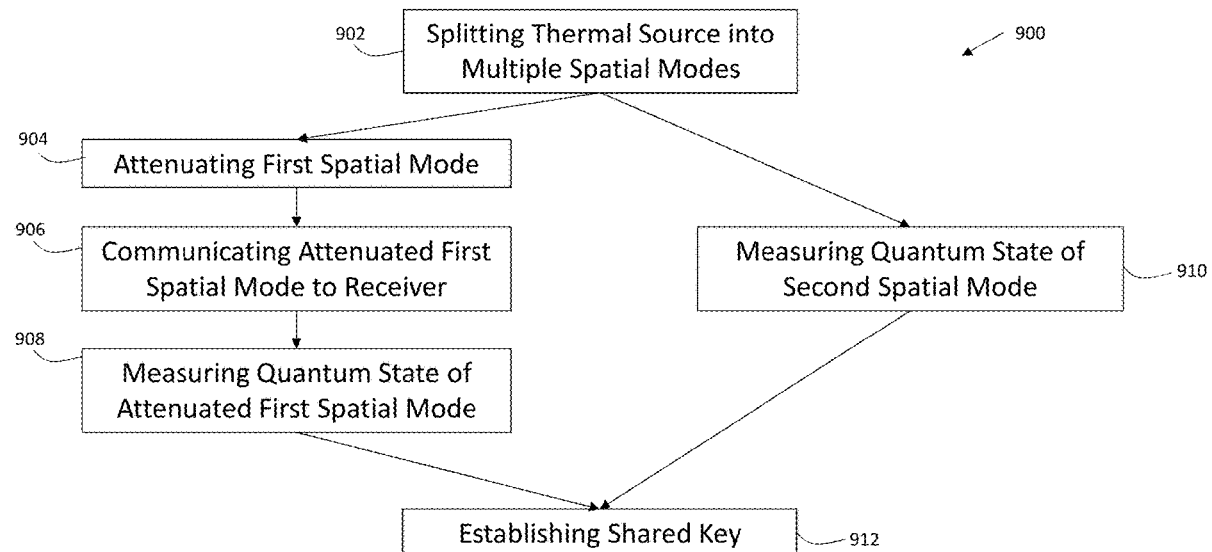 902
Splitting Thermal Source into
Multiple Spatial Modes
900
904
Attenuating First Spatial Mode
906
Communicating Attenuated First
Spatial Mode to Receiver
Measuring Quantum State of
Second Spatial Mode
910
908
Measuring Quantum State of
Attenuated First Spatial Mode
Establishing Shared Key
912